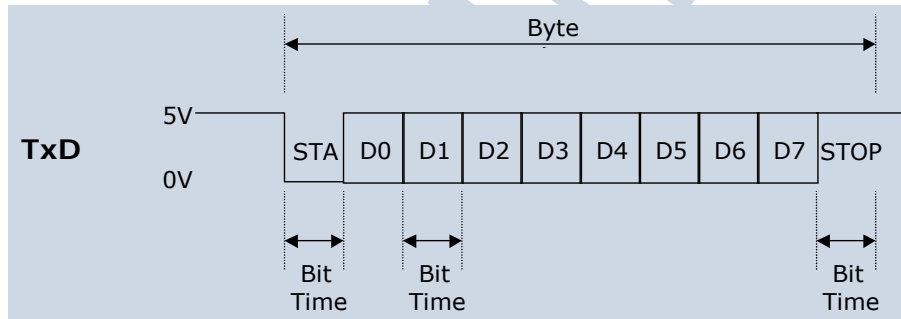 Byte
5V
TxD
STA D0 D1 D2 D3 D4 D5 D6 D7 STOP
0V
Bit Bit Bit
Time Time Time